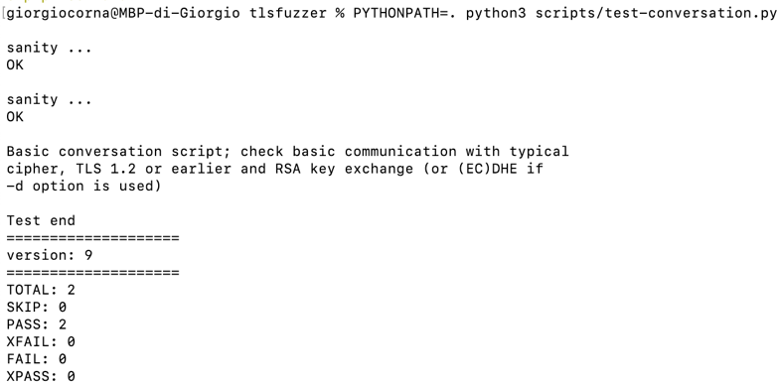 [giorgiocorna@MBP-di-Giorgio tlsfuzzer % PYTHONPATH=. python3 scripts/test-conversation.py
sanity ...
OK
sanity ...
OK
Basic conversation script; check basic communication with typical
cipher, TLS 1.2 or earlier and RSA key exchange (or (EC)DHE if
-d option is used)
Test end
====================
version: 9
====================
TOTAL: 2
SKIP: 0
PASS: 2
XFAIL: 0
FAIL: 0
XPASS: 0